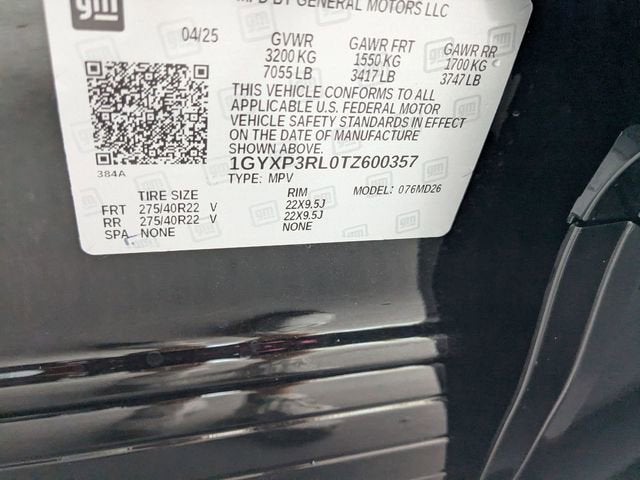 gm
MFD BY GENERAL MOTORS LLC
04/25 GVWR GAWR FRT GAWR RR
3200 KG 1550 KG 1700 KG
7055 LB 3417 LB 3747 LB
THIS VEHICLE CONFORMS TO ALL
APPLICABLE U.S. FEDERAL MOTOR
VEHICLE SAFETY STANDARDS IN EFFECT
ON THE DATE OF MANUFACTURE
SHOWN ABOVE.
384A
1GYXP3RL0TZ600357
TYPE: MPV MODEL: 076MD26
TIRE SIZE RIM
FRT 275/40R22 V 22X9.5J
RR 275/40R22 V 22X9.5J
SPA NONE NONE